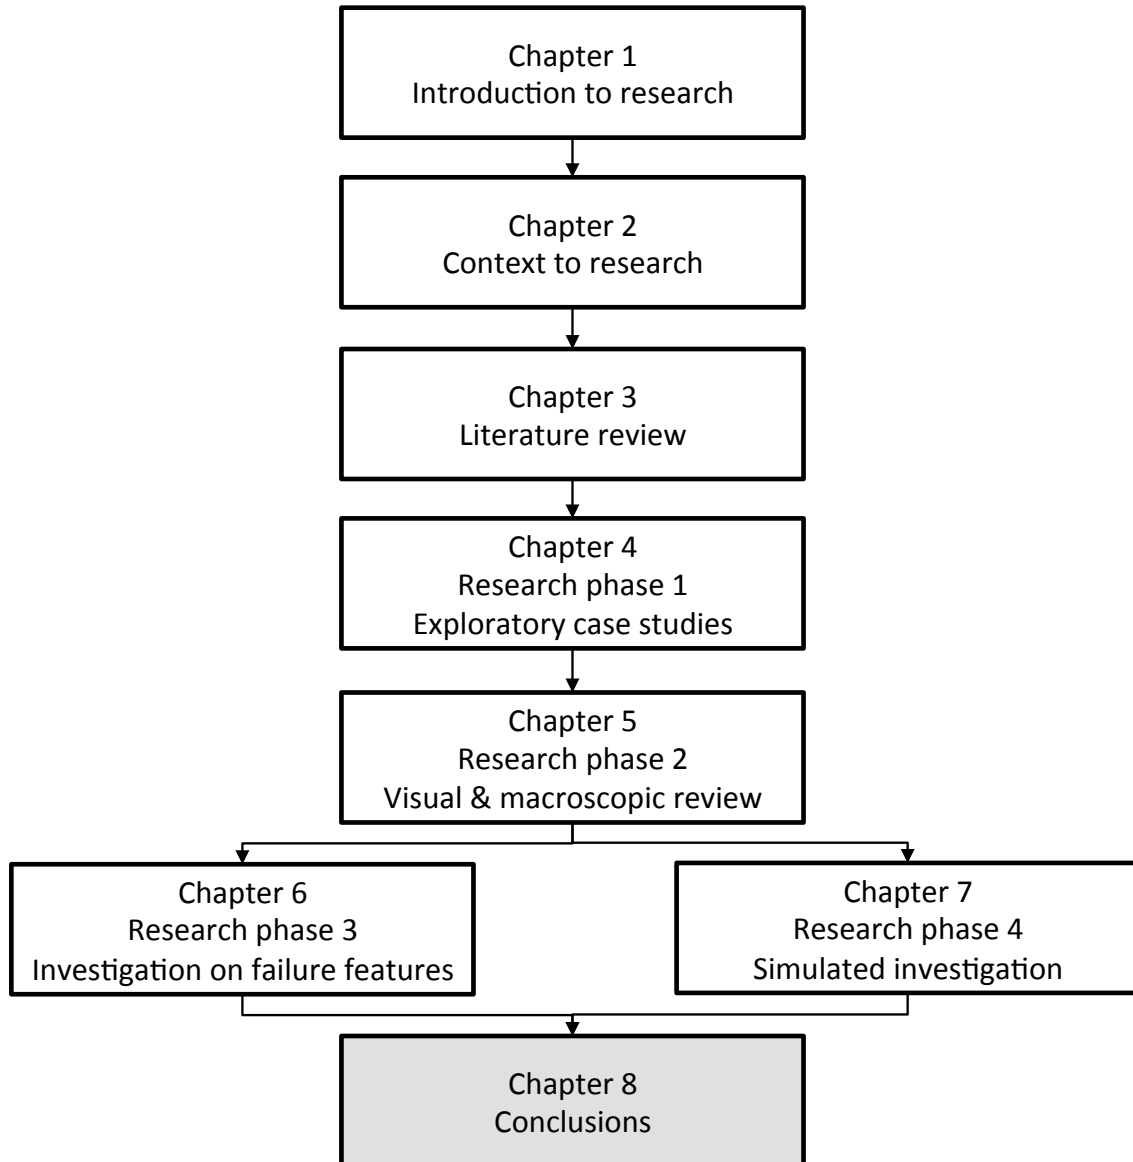 Chapter 1
Introduction to research
Chapter 2
Context to research
Chapter 3
Literature review
Chapter 4
Research phase 1
Exploratory case studies
Chapter 5
Research phase 2
Visual & macroscopic review
Chapter 6
Research phase 3
Investigation on failure features
Chapter 7
Research phase 4
Simulated investigation
Chapter 8
Conclusions